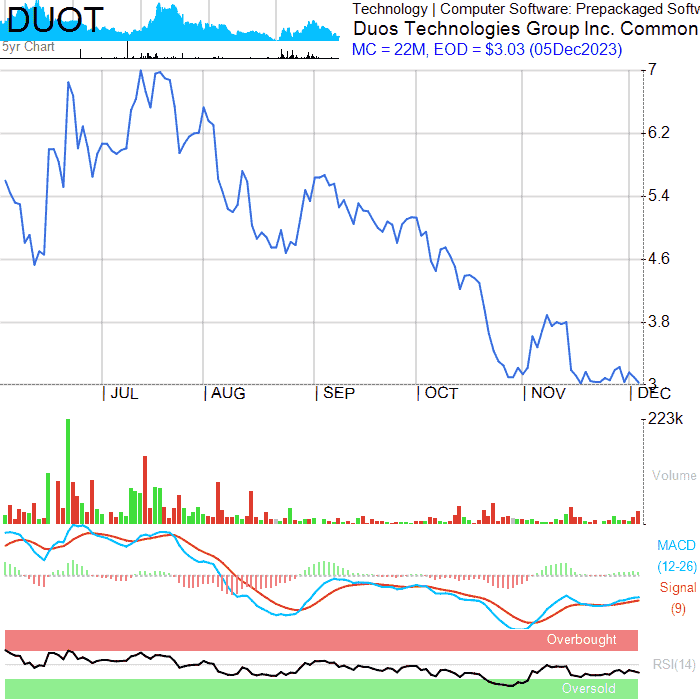 DUOT
5yr Chart
Technology | Computer Software: Prepackaged Softw
Duos Technologies Group Inc. Common
MC = 22M, EOD = $3.03 (05Dec2023)
7
6.2
5.4
4.6
3.8
3
JUL AUG SEP OCT NOV DEC
223k
Volume
MACD
(12-26)
Signal
(9)
Overbought
RSI(14)
Oversold